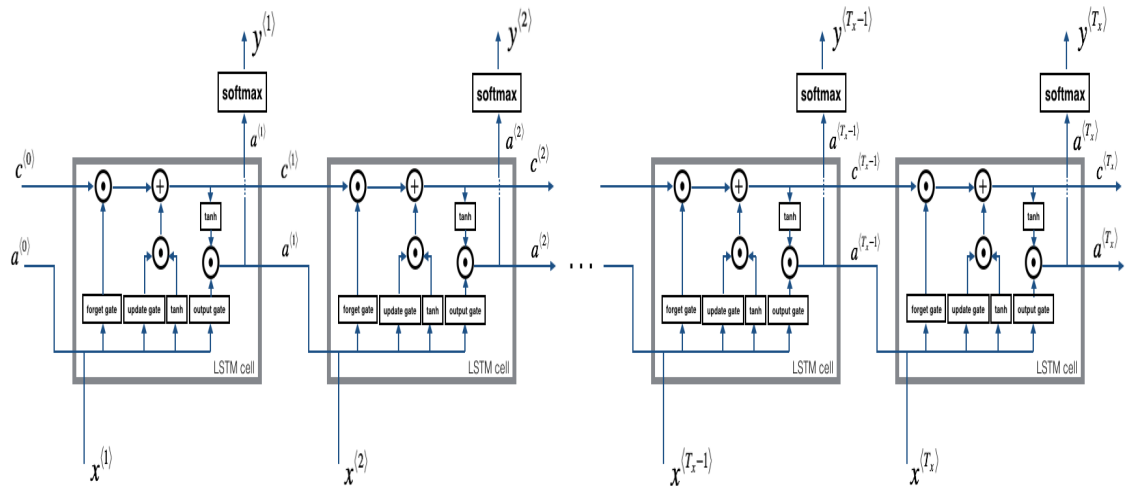 y⟨1⟩ y⟨2⟩ y⟨Tx−1⟩ y⟨Tx⟩
softmax softmax softmax softmax
a⟨1⟩ a⟨2⟩ a⟨Tx−1⟩ a⟨Tx⟩
c⟨0⟩ c⟨1⟩ c⟨2⟩ c⟨Tx−1⟩ c⟨Tx⟩
+ + + +
tanh tanh tanh tanh
a⟨0⟩ a⟨1⟩ a⟨2⟩ ... a⟨Tx−1⟩ a⟨Tx⟩
forget gate update gate tanh output gate forget gate update gate tanh output gate forget gate update gate tanh output gate forget gate update gate tanh output gate
LSTM cell LSTM cell LSTM cell LSTM cell
x⟨1⟩ x⟨2⟩ x⟨Tx−1⟩ x⟨Tx⟩